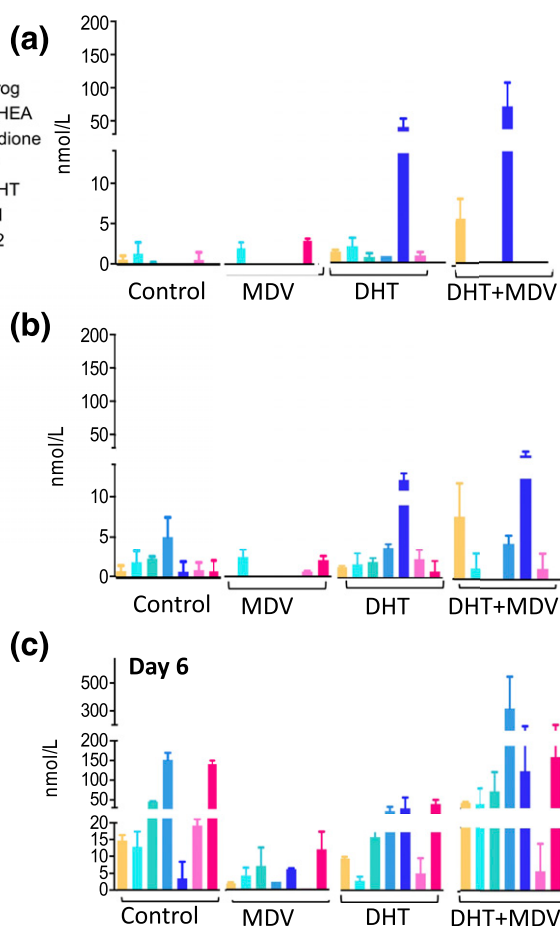 (a)
200
150
100
50
10
5
0
nmol/L
og
HEA
dione
HT
2
Control
MDV
DHT
DHT+MDV
(b)
200
150
100
50
10
5
0
nmol/L
Control
MDV
DHT
DHT+MDV
(c)
Day 6
500
300
200
150
100
50
20
15
10
5
0
nmol/L
Control
MDV
DHT
DHT+MDV